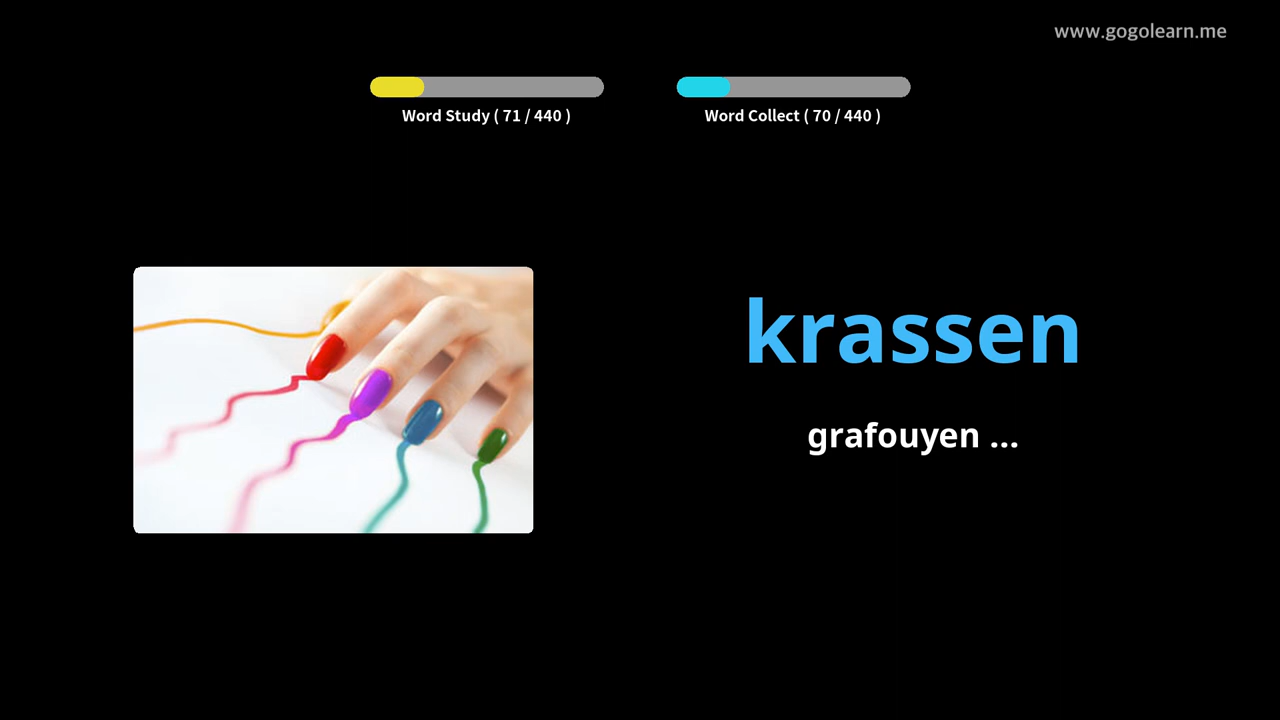 www.gogolearn.me
Word Study ( 71 / 440 )
Word Collect ( 70 / 440 )
krassen
grafouyen ...